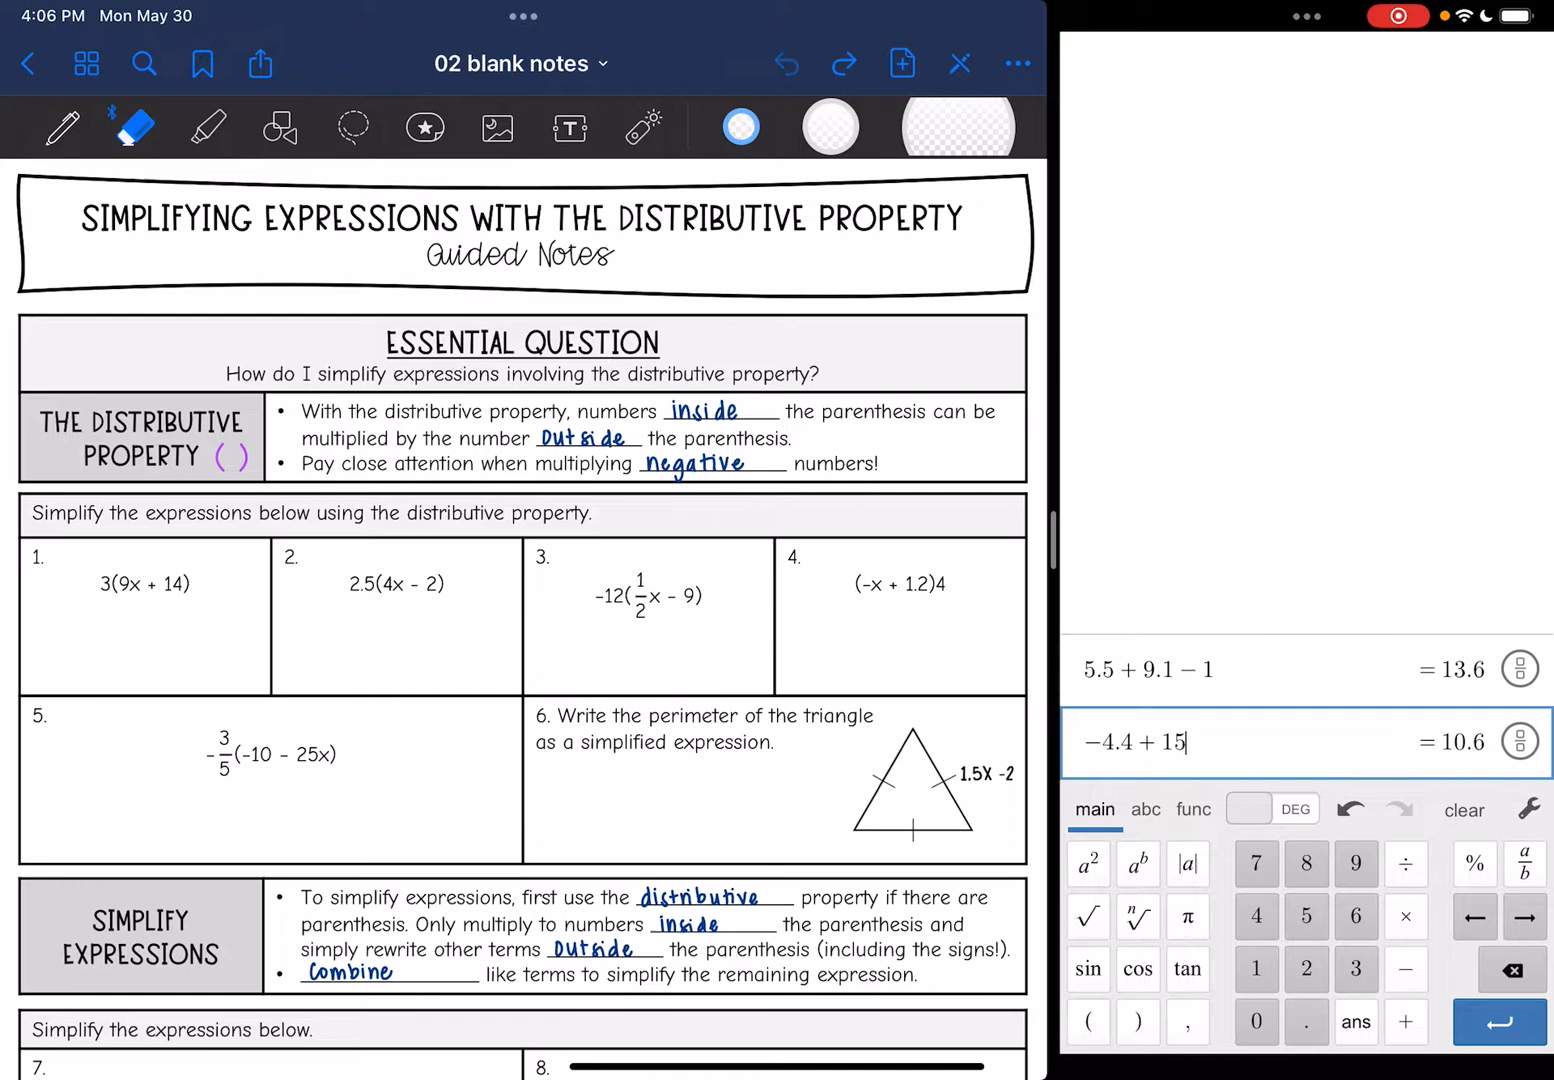 4:06 PM Mon May 30
02 blank notes
SIMPLIFYING EXPRESSIONS WITH THE DISTRIBUTIVE PROPERTY
Guided Notes
ESSENTIAL QUESTION
How do I simplify expressions involving the distributive property?
THE DISTRIBUTIVE
PROPERTY ( )
• With the distributive property, numbers inside the parenthesis can be
multiplied by the number outside the parenthesis.
• Pay close attention when multiplying negative numbers!
Simplify the expressions below using the distributive property.
1.
3(9x + 14)
2.
2.5(4x - 2)
3.
-12(1/2x - 9)
4.
(-x + 1.2)4
5.
-3/5(-10 - 25x)
6. Write the perimeter of the triangle
as a simplified expression.
1.5X -2
SIMPLIFY
EXPRESSIONS
• To simplify expressions, first use the distributive property if there are
parenthesis. Only multiply to numbers inside the parenthesis and
simply rewrite other terms outside the parenthesis (including the signs!).
• Combine like terms to simplify the remaining expression.
Simplify the expressions below.
7.
8.
5.5 + 9.1 − 1 = 13.6
−4.4 + 15 = 10.6
main abc func DEG clear
a² aᵇ |a| 7 8 9 ÷ % a/b
√ ⁿ√ π 4 5 6 × ← →
sin cos tan 1 2 3 −
( ) , 0 . ans +